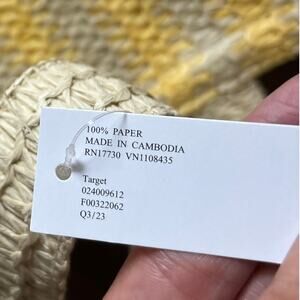 100% PAPER
MADE IN CAMBODIA
RN17730 VN1108435
Target
024009612
F00322062
Q3/23